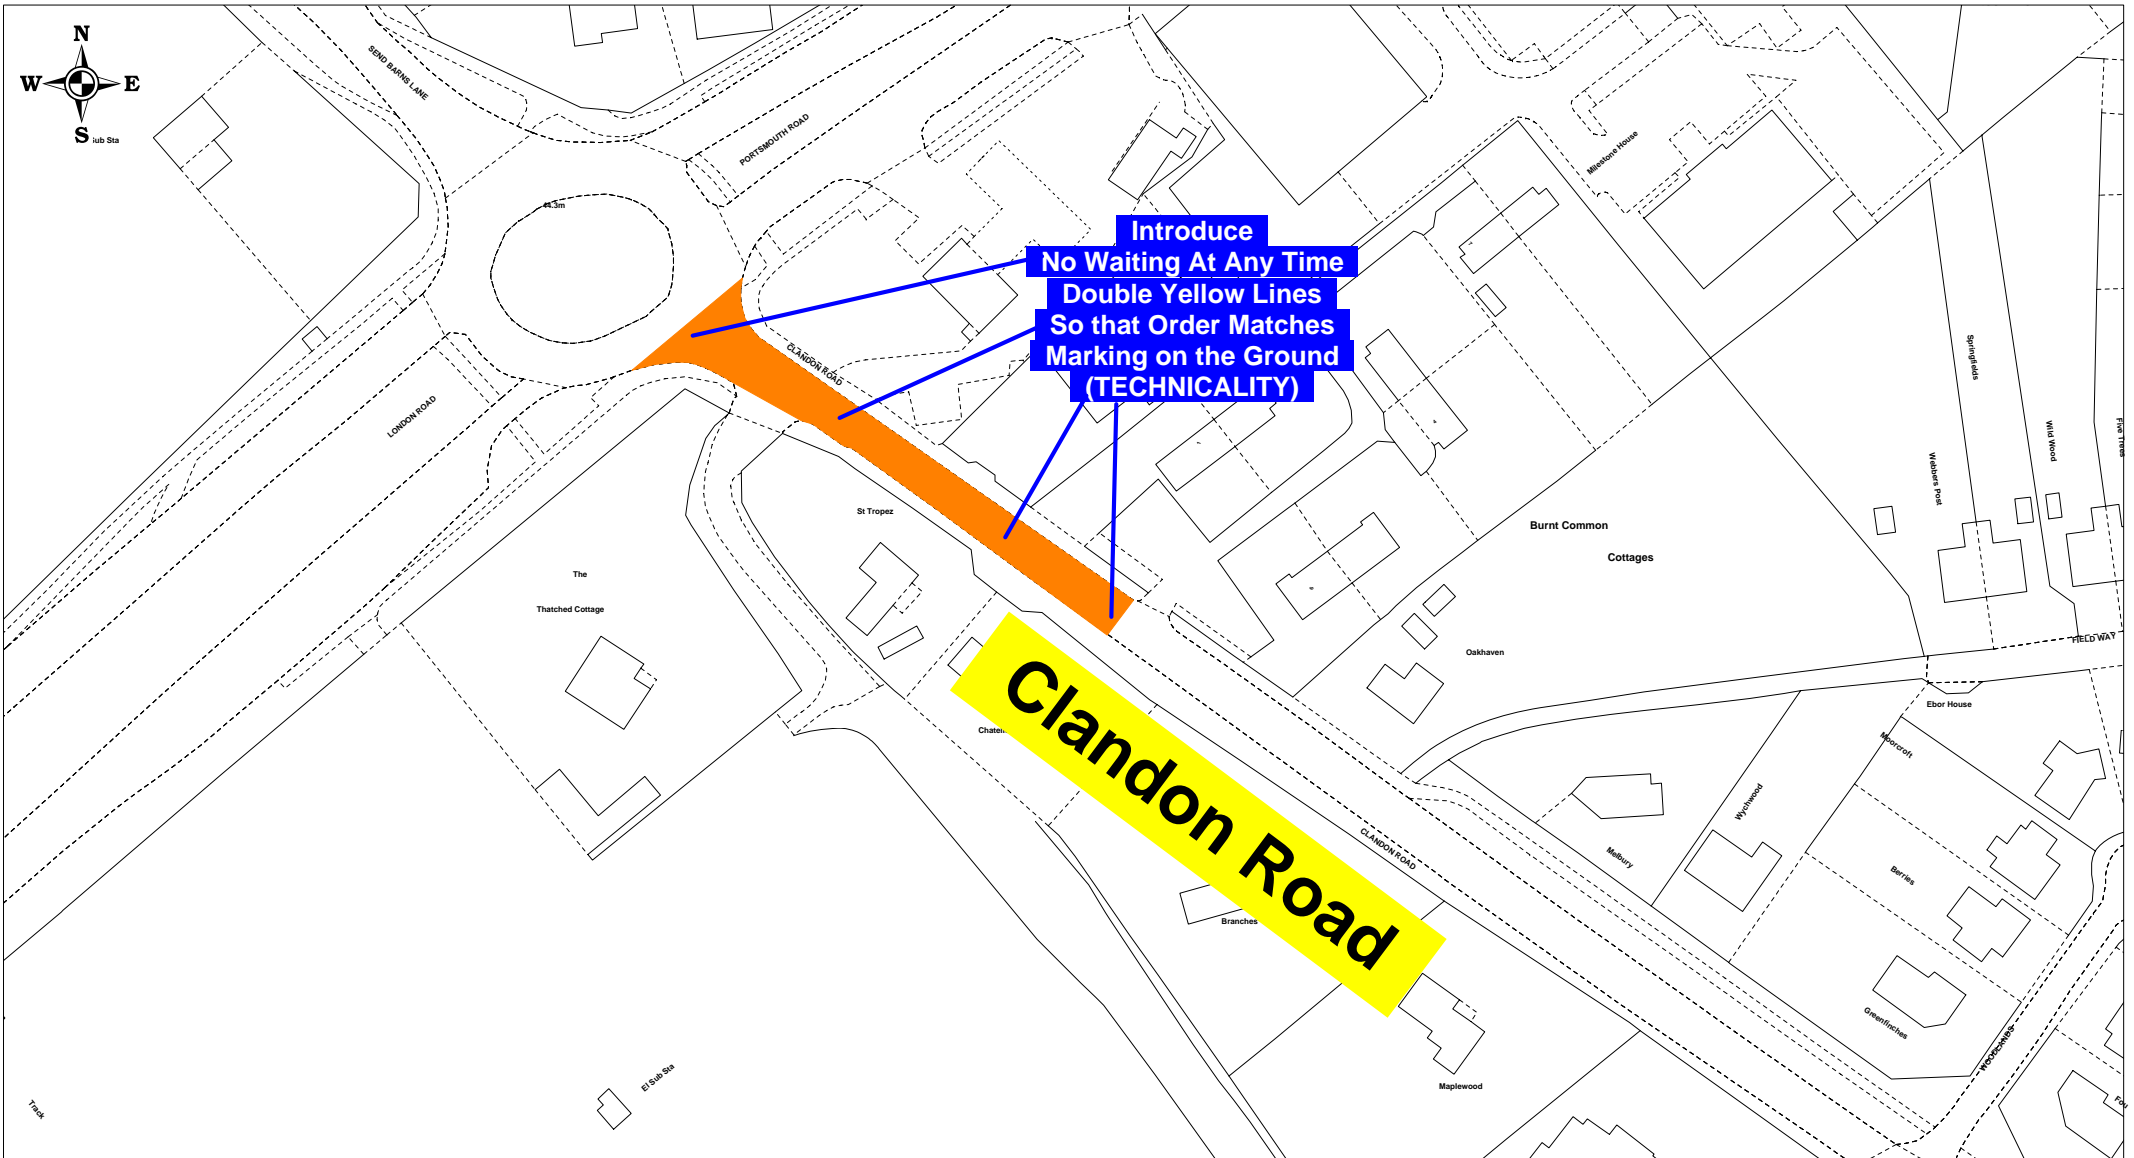 N
W E
S
ub Sta
SEND BARNS LANE
PORTSMOUTH ROAD
44.3m
Milestone House
Introduce
No Waiting At Any Time
Double Yellow Lines
So that Order Matches
Marking on the Ground
(TECHNICALITY)
CLANDON ROAD
LONDON ROAD
Springfields
Wild Wood
Five Trees
Webbers Post
St Tropez
Burnt Common
Cottages
The
Thatched Cottage
FIELD WAY
Oakhaven
Clandon Road
Ebor House
Moorcroft
Wychwood
CLANDON ROAD
Melbury
Berries
Branches
Greenfinches
WOODLANDS
Maplewood
El Sub Sta
Track